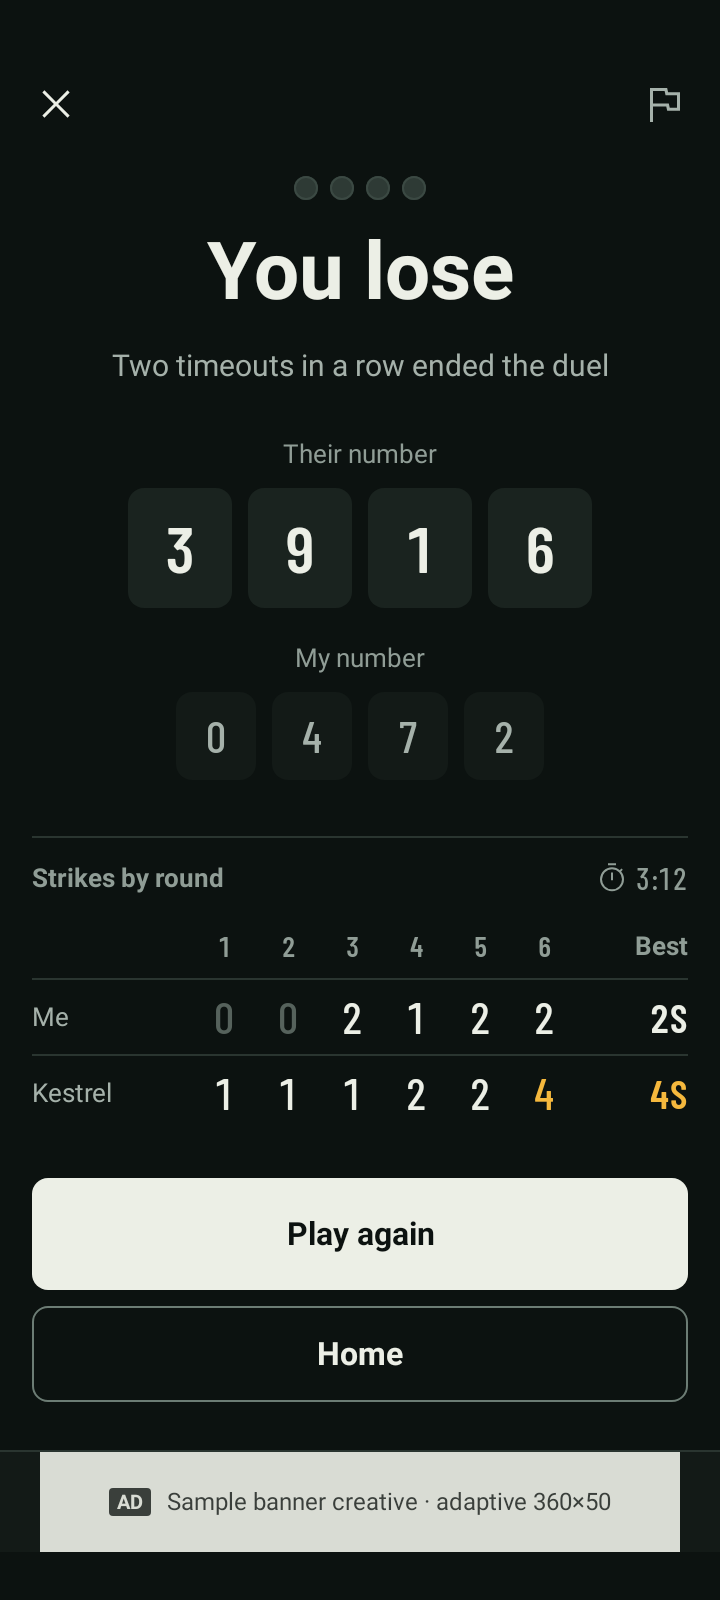 You lose
Two timeouts in a row ended the duel
Their number
3 9 1 6
My number
0 4 7 2
Strikes by round 3:12
1 2 3 4 5 6 Best
Me 0 0 2 1 2 2 2S
Kestrel 1 1 1 2 2 4 4S
Play again
Home
AD Sample banner creative · adaptive 360×50